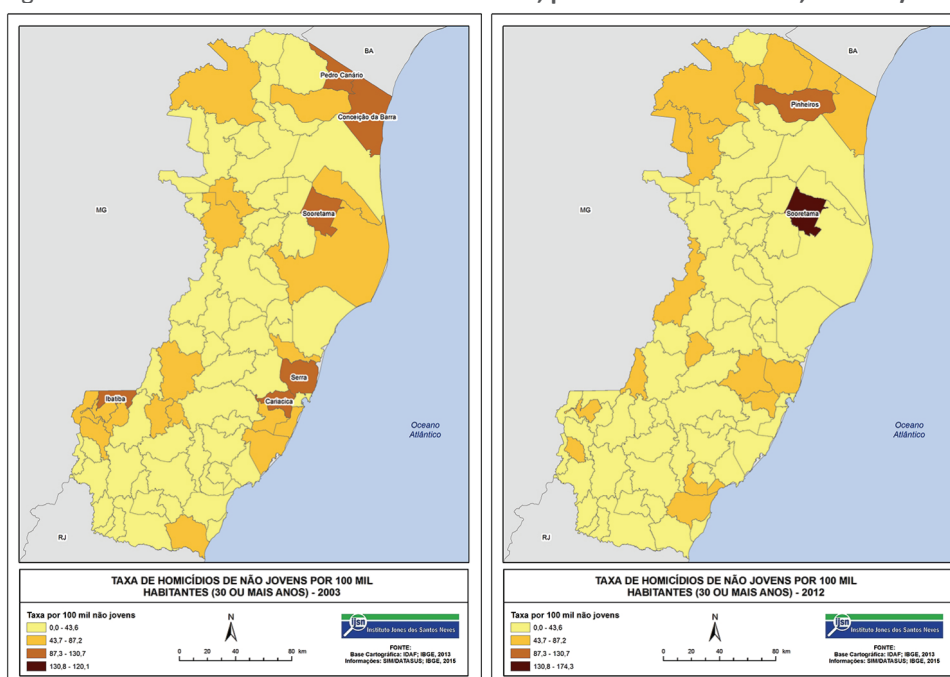 BA
Pedro Canário
Conceição da Barra
MG
Sooretama
Serra
Ibatiba
Cariacica
Oceano
Atlântico
RJ
TAXA DE HOMICÍDIOS DE NÃO JOVENS POR 100 MIL
HABITANTES (30 OU MAIS ANOS) - 2003
Taxa por 100 mil não jovens
0,0 - 43,6
43,7 - 87,2
87,3 - 130,7
130,8 - 120,1
N
0 20 40 80 km
ijsn
Instituto Jones dos Santos Neves
FONTE:
Base Cartográfica: IDAF; IBGE, 2013
Informações: SIM/DATASUS; IBGE, 2015
BA
Pinheiros
MG
Sooretama
Oceano
Atlântico
RJ
TAXA DE HOMICÍDIOS DE NÃO JOVENS POR 100 MIL
HABITANTES (30 OU MAIS ANOS) - 2012
Taxa por 100 mil não jovens
0,0 - 43,6
43,7 - 87,2
87,3 - 130,7
130,8 - 174,3
N
0 20 40 80 km
ijsn
Instituto Jones dos Santos Neves
FONTE:
Base Cartográfica: IDAF; IBGE, 2013
Informações: SIM/DATASUS; IBGE, 2015